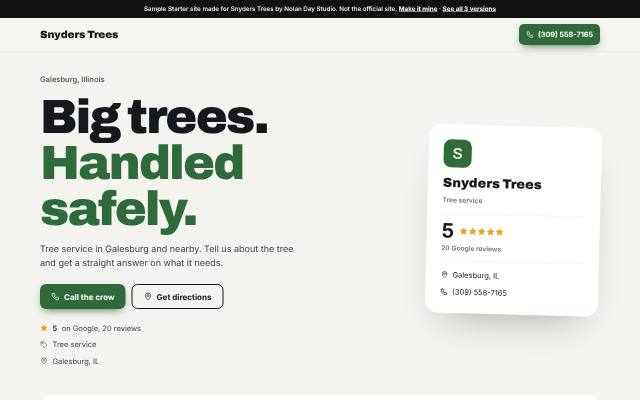 Sample Starter site made for Snyders Trees by Nolan Day Studio. Not the official site. Make it mine · See all 3 versions
Snyders Trees
(309) 558-7165
Galesburg, Illinois
Big trees.
Handled
safely.
Tree service in Galesburg and nearby. Tell us about the tree
and get a straight answer on what it needs.
Call the crew
Get directions
5 on Google, 20 reviews
Tree service
Galesburg, IL
S
Snyders Trees
Tree service
5
20 Google reviews
Galesburg, IL
(309) 558-7165